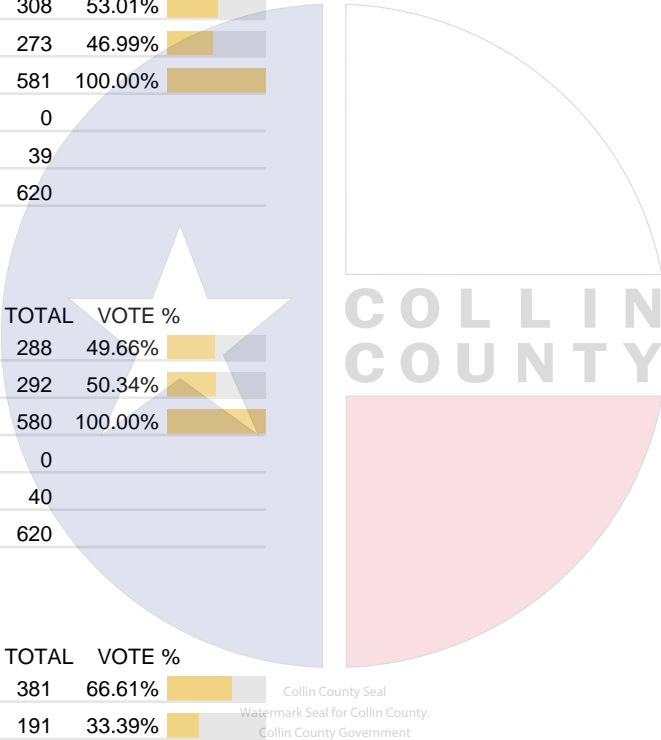 308 53.01%
273 46.99%
581 100.00%
0
39
620
TOTAL VOTE %
288 49.66%
292 50.34%
580 100.00%
0
40
620
COLLIN
COUNTY
TOTAL VOTE %
381 66.61%
191 33.39%
Collin County Seal
Watermark Seal for Collin County.
Collin County Government